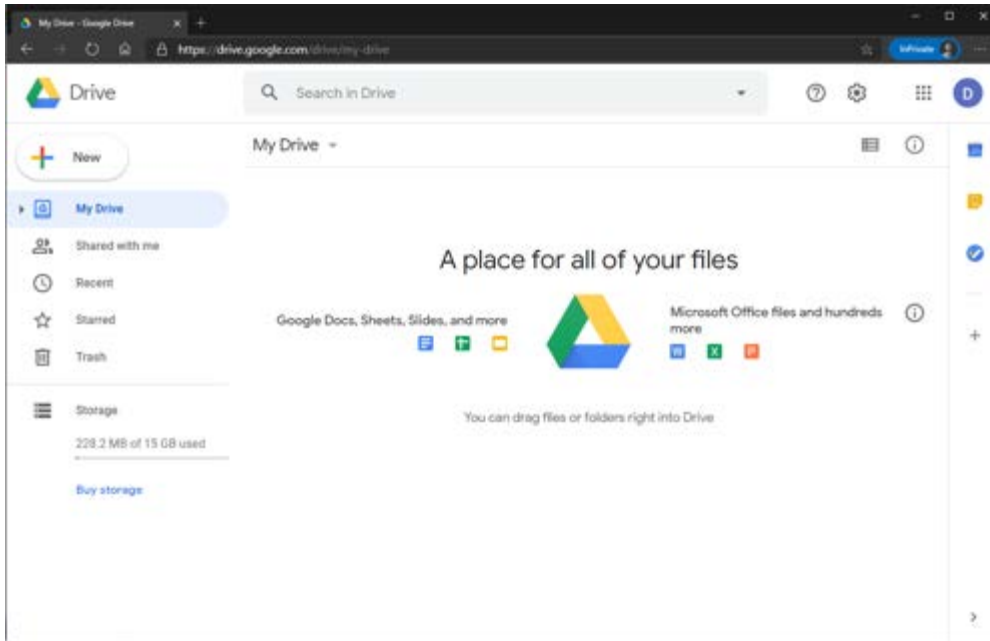 My Drive - Google Drive
https://drive.google.com/drive/my-drive
InPrivate
Drive
Search in Drive
D
New
My Drive
My Drive
Shared with me
Recent
Starred
Trash
Storage
228.2 MB of 15 GB used
Buy storage
A place for all of your files
Google Docs, Sheets, Slides, and more
Microsoft Office files and hundreds
more
W X P
You can drag files or folders right into Drive